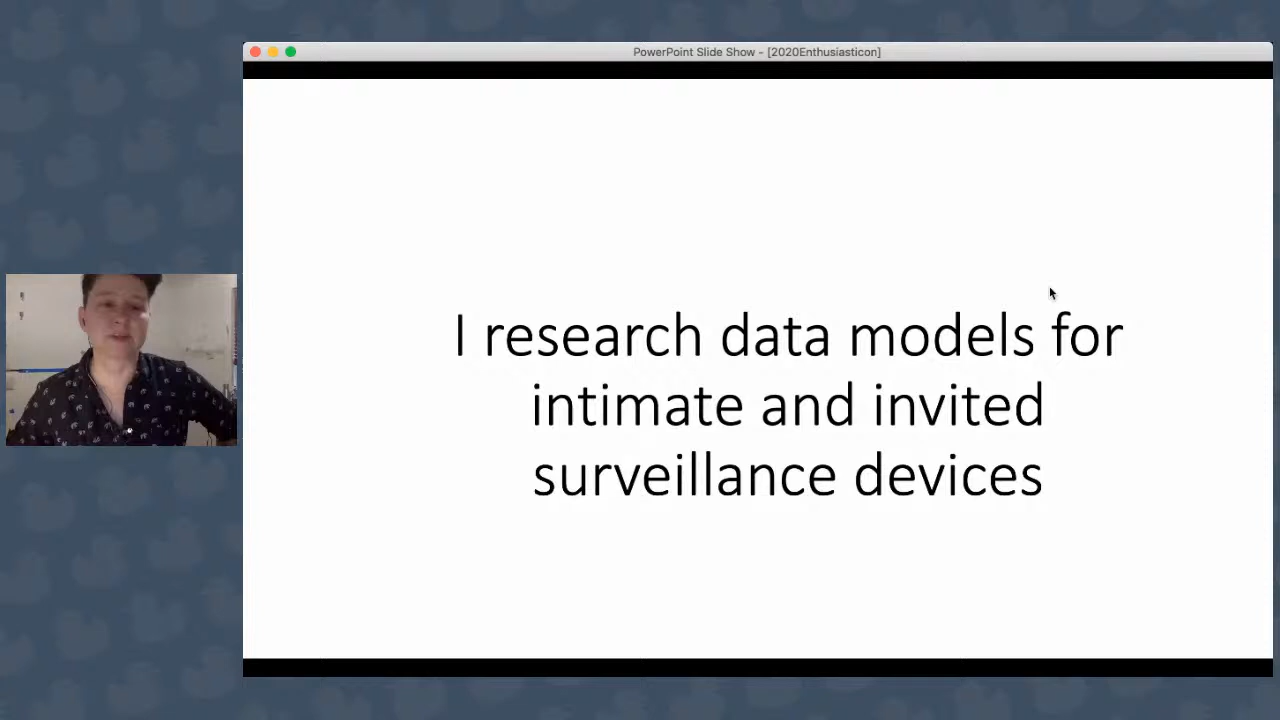 PowerPoint Slide Show - [2020Enthusiasticon]
I research data models for
intimate and invited
surveillance devices